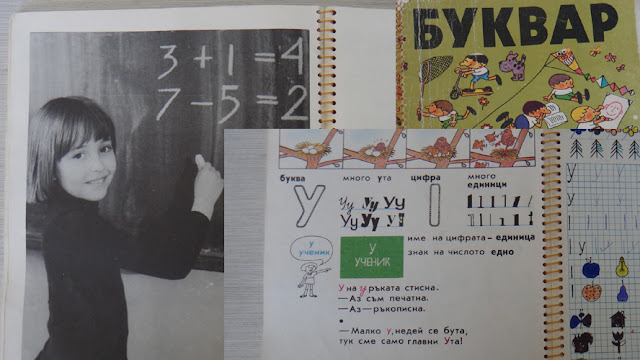 3+1=4
7-5=2
БУКВАР
буква много ута цифра много единици
У Уу Уу Уу
Уу Уу Уу
у
ученик
У
УЧЕНИК
име на цифрата – единица
знак на числото едно
У на у ръката стисна.
—Аз съм печатна.
—Аз—ръкописна.
•
—Малко у, недей се бута,
тук сме само главни Ута!